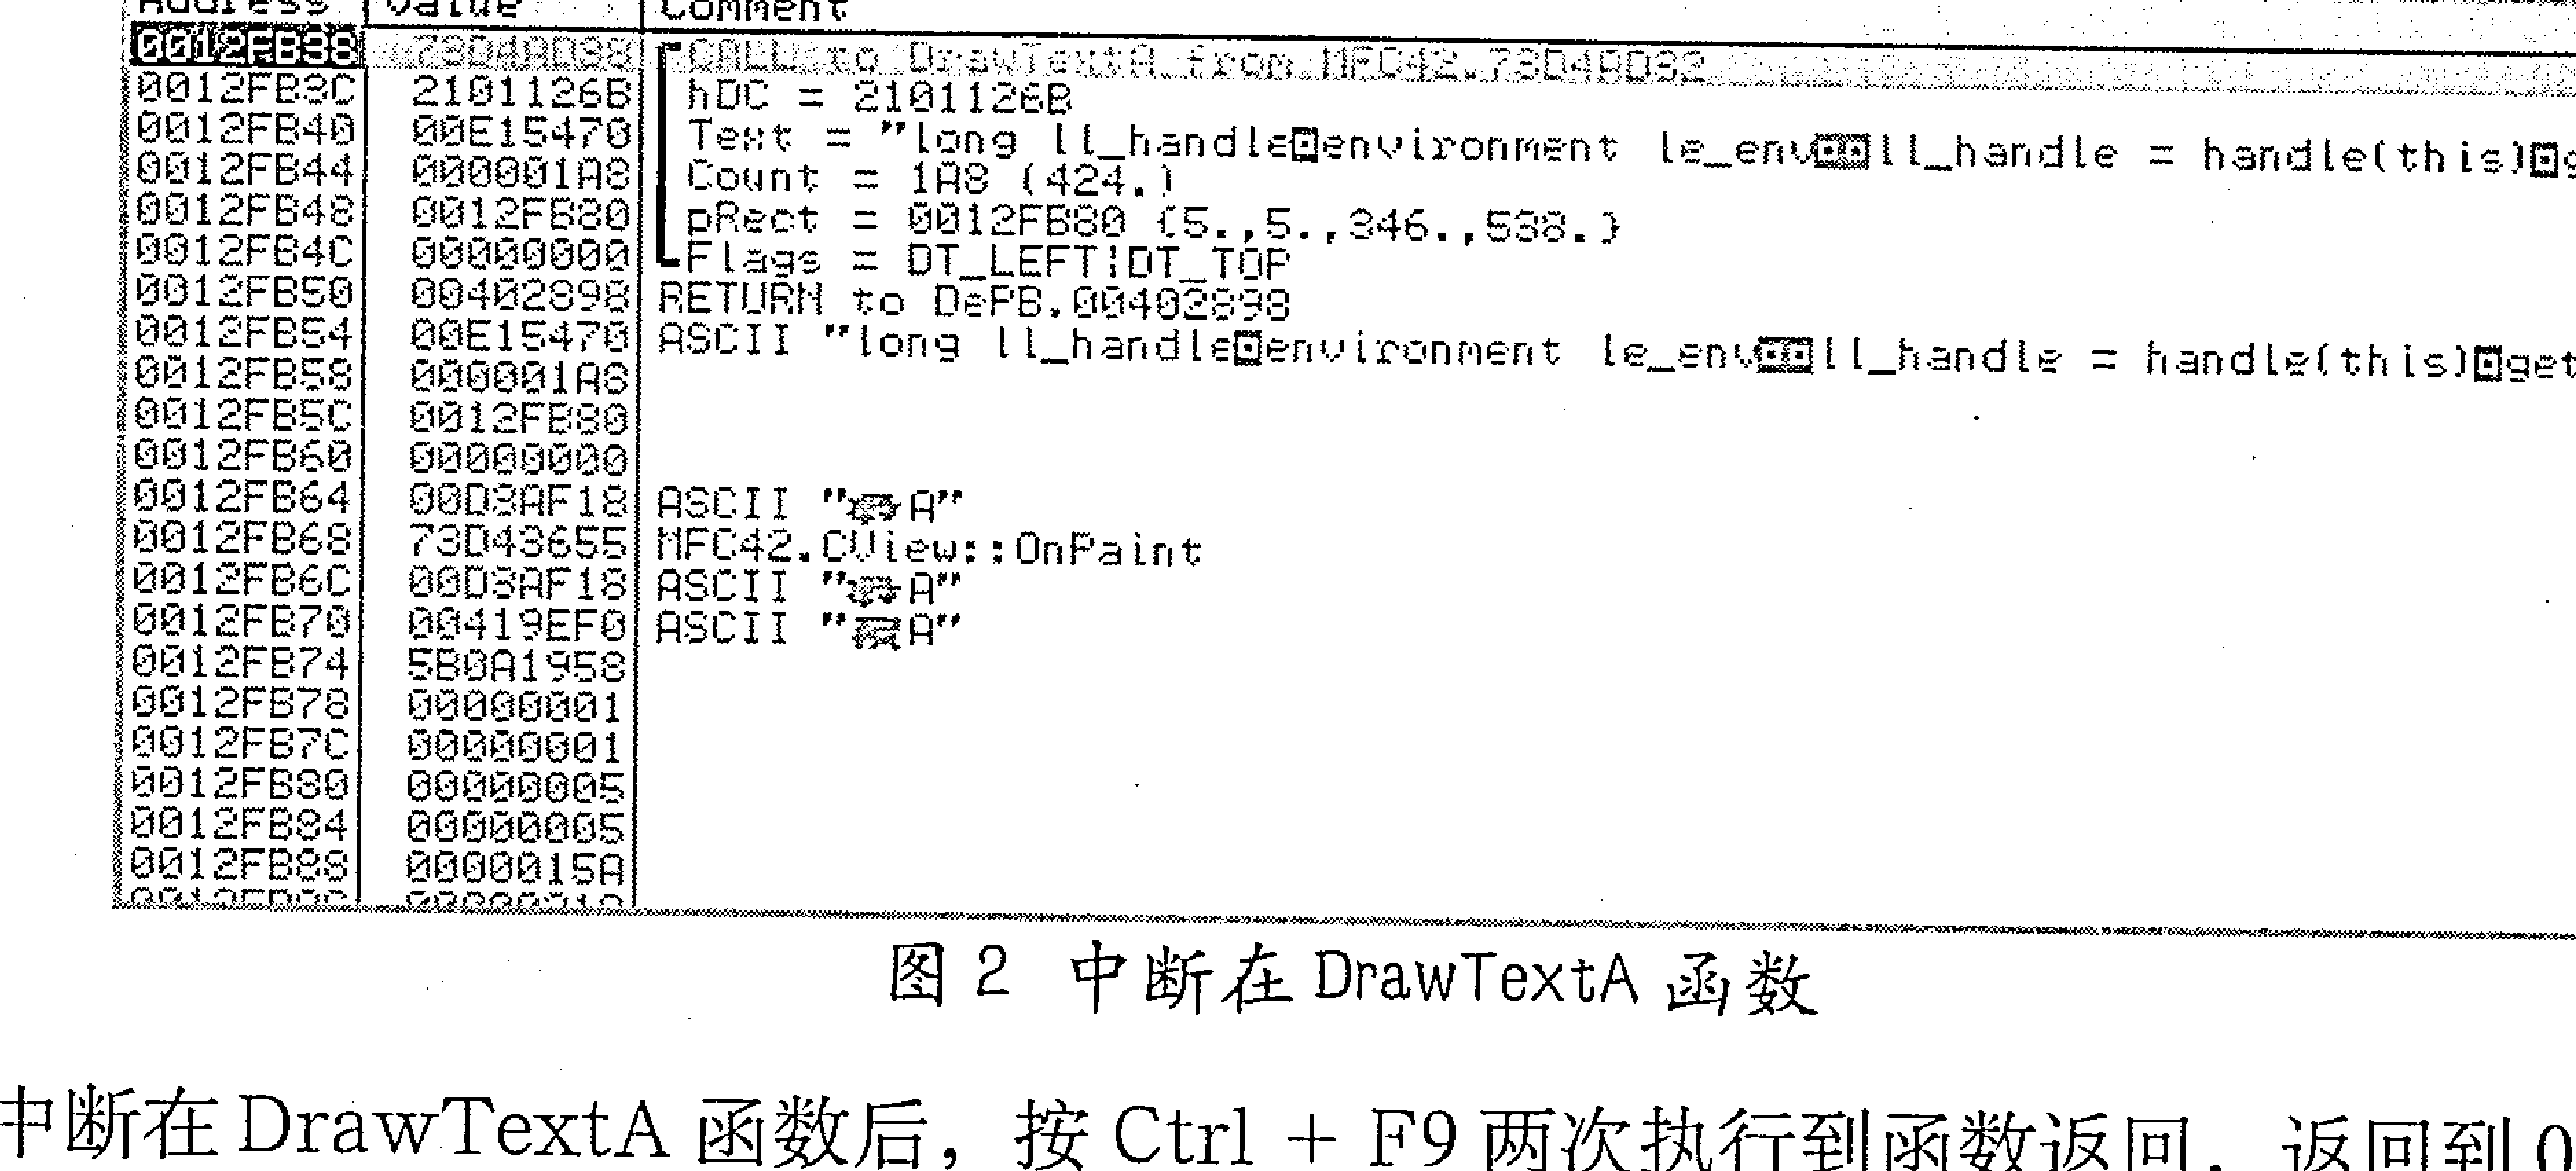 Address Value Comment
0012FB38 73D4AD38 CALL to DrawTextA from MFC42.73D4AD32
0012FB3C 2101126B hDC = 2101126B
0012FB40 00E15470 Text = "long ll_handle environment le_env ll_handle = handle(this)
0012FB44 000001A8 Count = 1A8 (424.)
0012FB48 0012FB80 pRect = 0012FB80 {5.,5.,346.,538.}
0012FB4C 00000000 Flags = DT_LEFT|DT_TOP
0012FB50 00402898 RETURN to DePB.00402898
0012FB54 00E15470 ASCII "long ll_handle environment le_env ll_handle = handle(this) get
0012FB58 000001A8
0012FB5C 0012FB80
0012FB60 00000000
0012FB64 00D3AF18 ASCII " A"
0012FB68 73D43655 MFC42.CView::OnPaint
0012FB6C 00D3AF18 ASCII " A"
0012FB70 00419EF0 ASCII " A"
0012FB74 5B0A1958
0012FB78 00000001
0012FB7C 00000001
0012FB80 00000005
0012FB84 00000005
0012FB88 0000015A
图 2 中断在 DrawTextA 函数
中断在 DrawTextA 函数后，按 Ctrl + F9 两次执行到函数返回，返回到 0